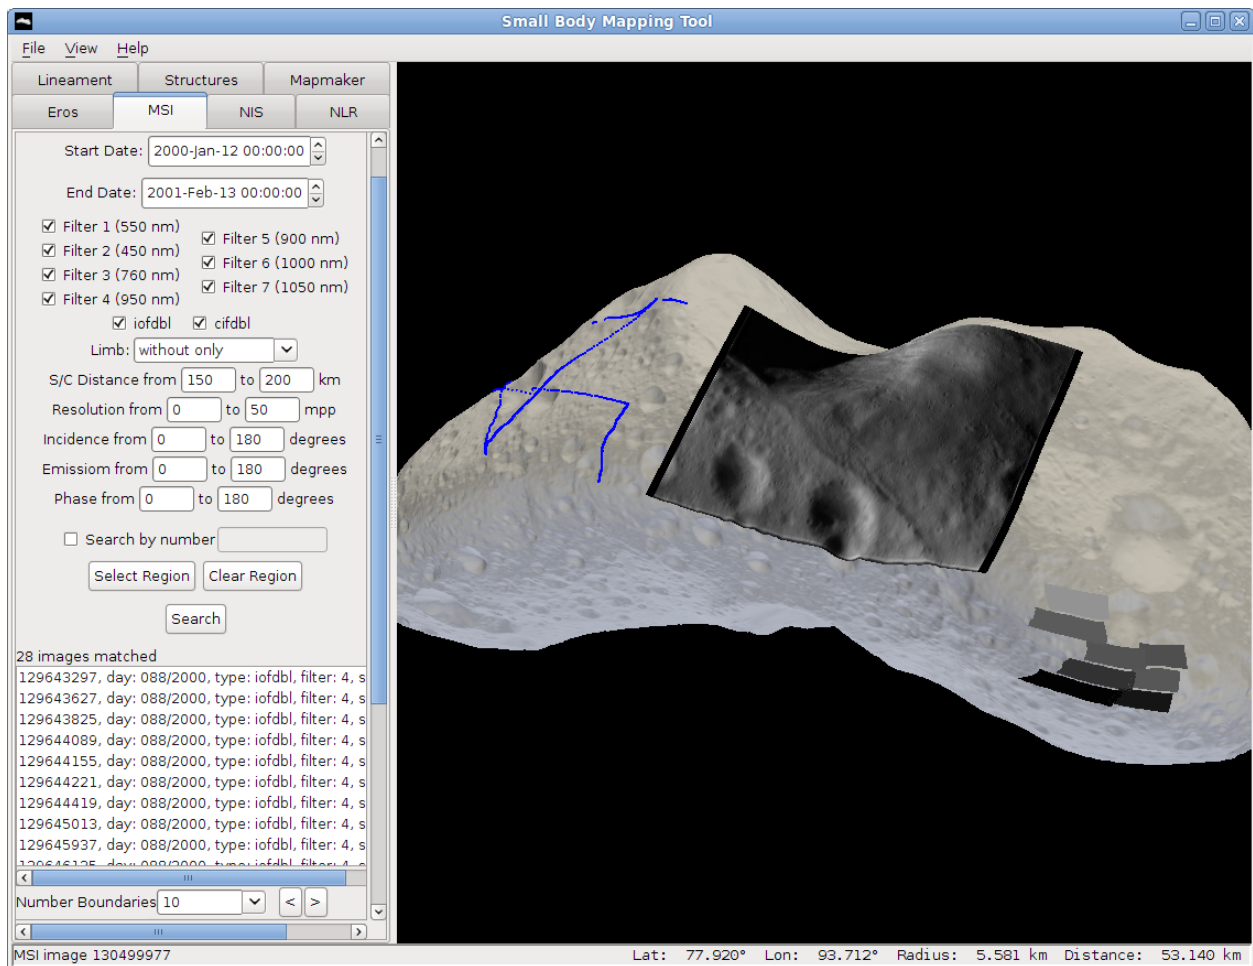 Small Body Mapping Tool
File View Help
Lineament Structures Mapmaker
Eros MSI NIS NLR
Start Date: 2000-Jan-12 00:00:00
End Date: 2001-Feb-13 00:00:00
Filter 1 (550 nm)
Filter 2 (450 nm)
Filter 3 (760 nm)
Filter 4 (950 nm)
Filter 5 (900 nm)
Filter 6 (1000 nm)
Filter 7 (1050 nm)
iofdbl cifdbl
Limb: without only
S/C Distance from 150 to 200 km
Resolution from 0 to 50 mpp
Incidence from 0 to 180 degrees
Emissiom from 0 to 180 degrees
Phase from 0 to 180 degrees
Search by number
Select Region Clear Region
Search
28 images matched
129643297, day: 088/2000, type: iofdbl, filter: 4, s
129643627, day: 088/2000, type: iofdbl, filter: 4, s
129643825, day: 088/2000, type: iofdbl, filter: 4, s
129644089, day: 088/2000, type: iofdbl, filter: 4, s
129644155, day: 088/2000, type: iofdbl, filter: 4, s
129644221, day: 088/2000, type: iofdbl, filter: 4, s
129644419, day: 088/2000, type: iofdbl, filter: 4, s
129645013, day: 088/2000, type: iofdbl, filter: 4, s
129645937, day: 088/2000, type: iofdbl, filter: 4, s
Number Boundaries 10 < >
MSI image 130499977 Lat: 77.920° Lon: 93.712° Radius: 5.581 km Distance: 53.140 km